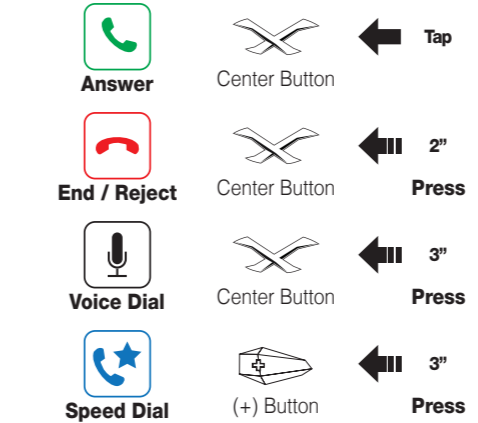 Tap
Answer Center Button
2”
End / Reject Center Button Press
3”
Voice Dial Center Button Press
3”
Speed Dial (+) Button Press